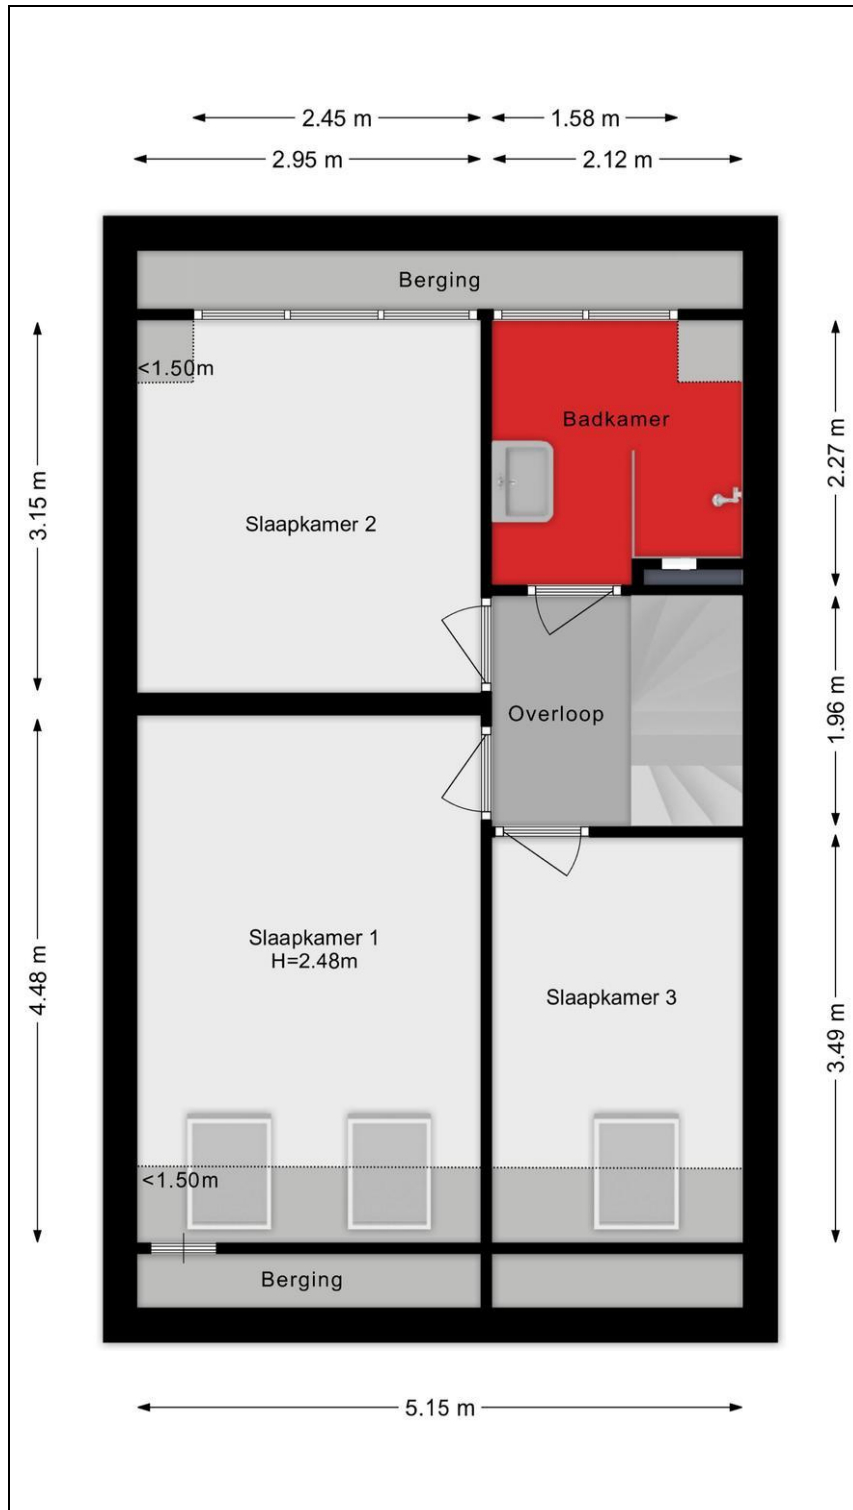 2.45 m
1.58 m
2.95 m
2.12 m
Berging
<1.50m
Badkamer
2.27 m
3.15 m
Slaapkamer 2
1.96 m
Overloop
Slaapkamer 1
H=2.48m
4.48 m
Slaapkamer 3
3.49 m
<1.50m
Berging
5.15 m